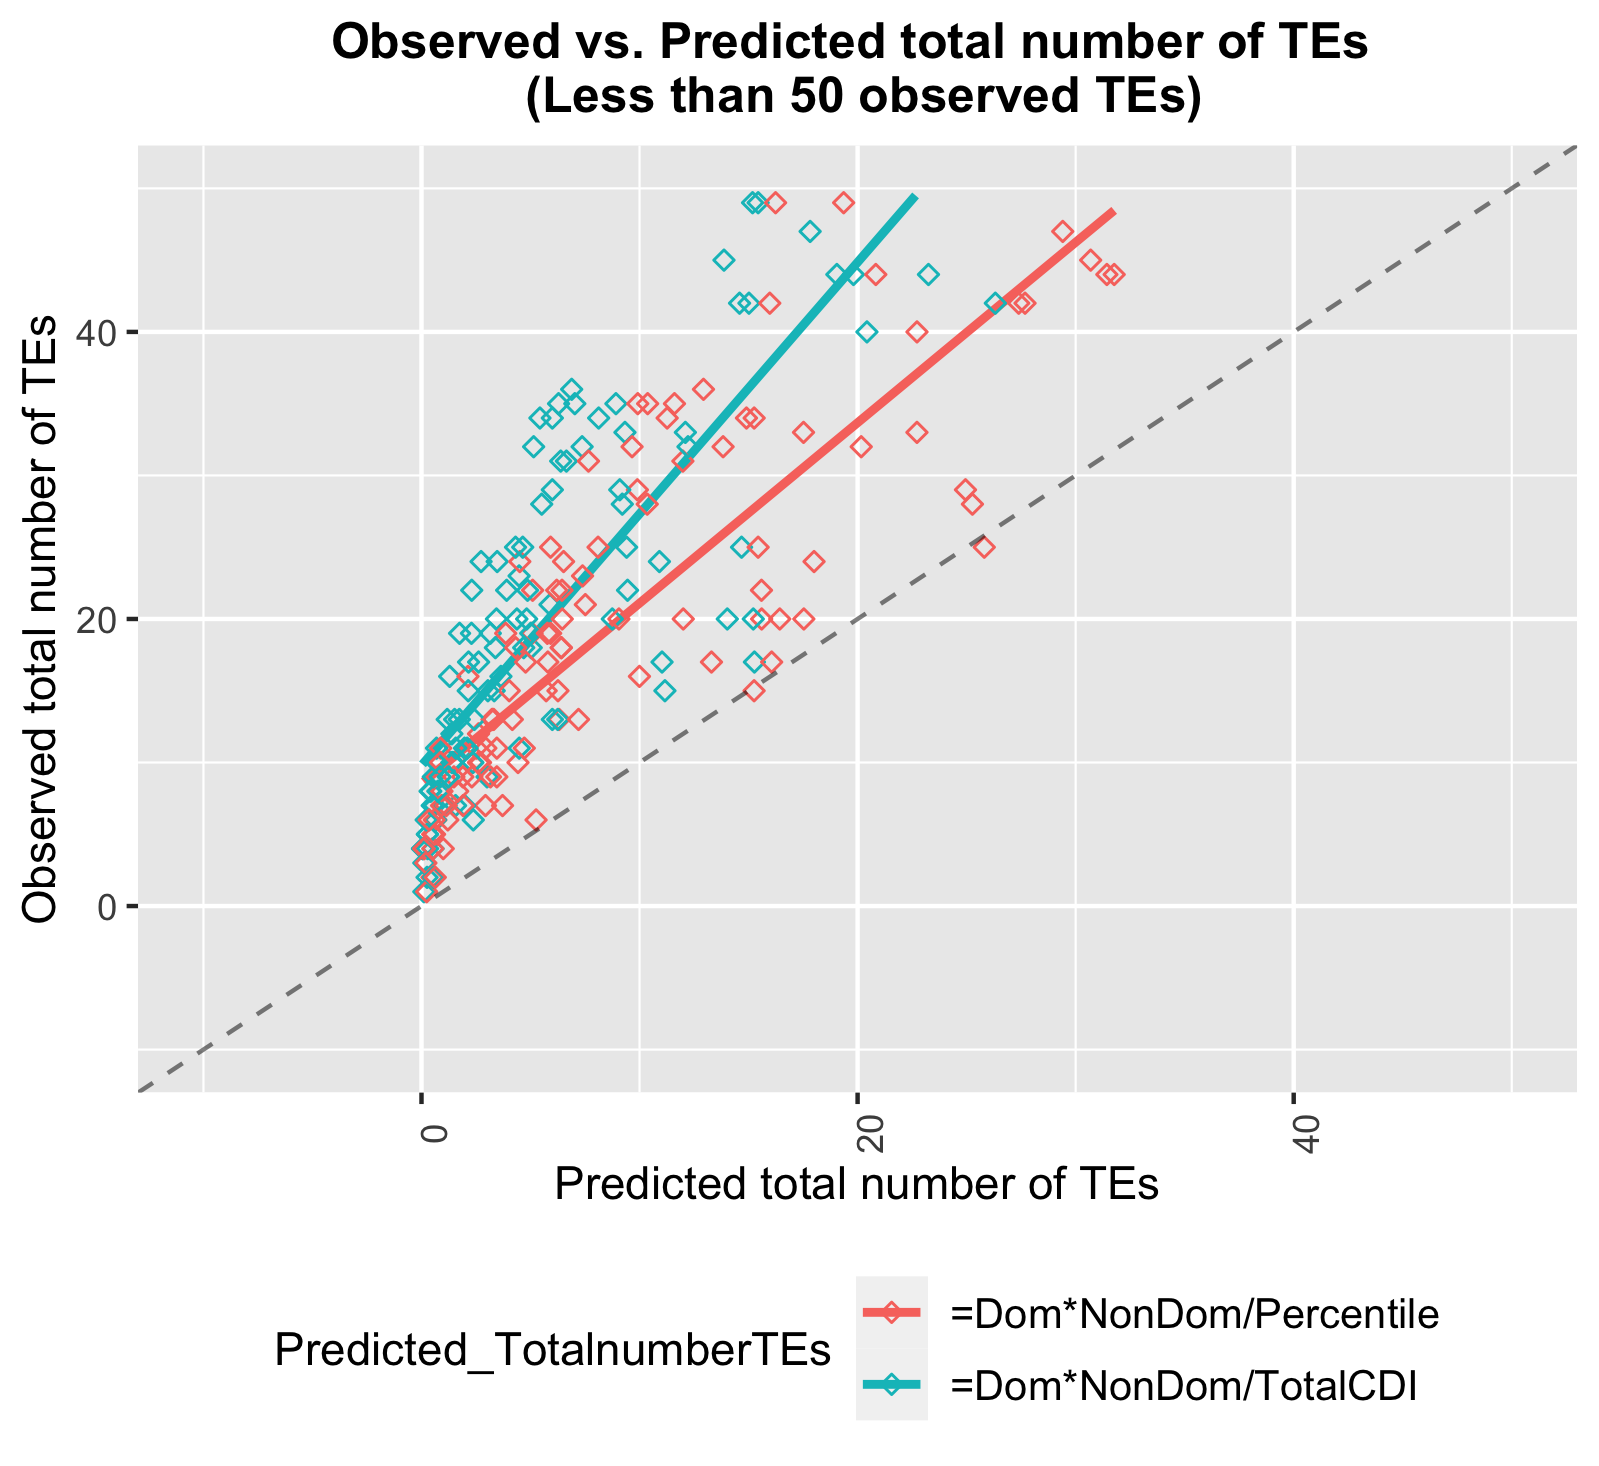 Observed vs. Predicted total number of TEs
(Less than 50 observed TEs)
Observed total number of TEs
40
20
0
0
20
40
Predicted total number of TEs
Predicted_TotalnumberTEs
=Dom*NonDom/Percentile
=Dom*NonDom/TotalCDI